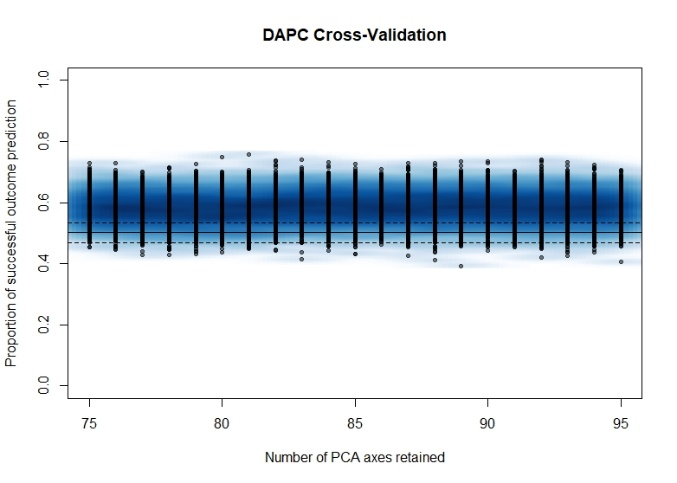 DAPC Cross-Validation
Proportion of successful outcome prediction
1.0
0.8
0.6
0.4
0.2
0.0
75 80 85 90 95
Number of PCA axes retained